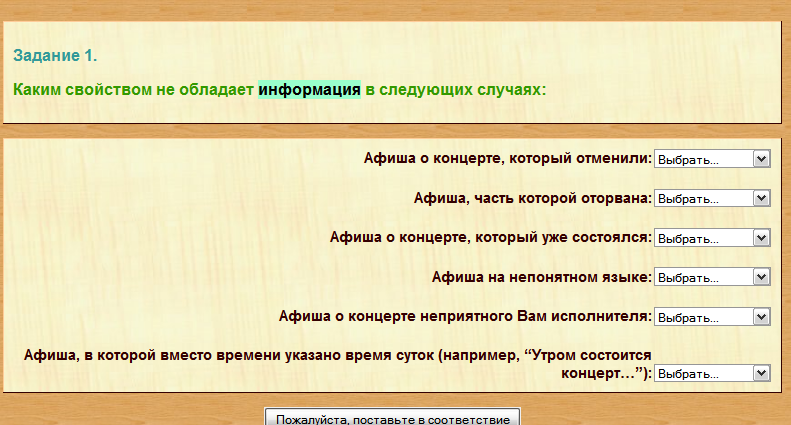 Задание 1.
Каким свойством не обладает информация в следующих случаях:
Афиша о концерте, который отменили: Выбрать...
Афиша, часть которой оторвана: Выбрать...
Афиша о концерте, который уже состоялся: Выбрать...
Афиша на непонятном языке: Выбрать...
Афиша о концерте неприятного Вам исполнителя: Выбрать...
Афиша, в которой вместо времени указано время суток (например, “Утром состоится
концерт…”): Выбрать...
Пожалуйста, поставьте в соответствие